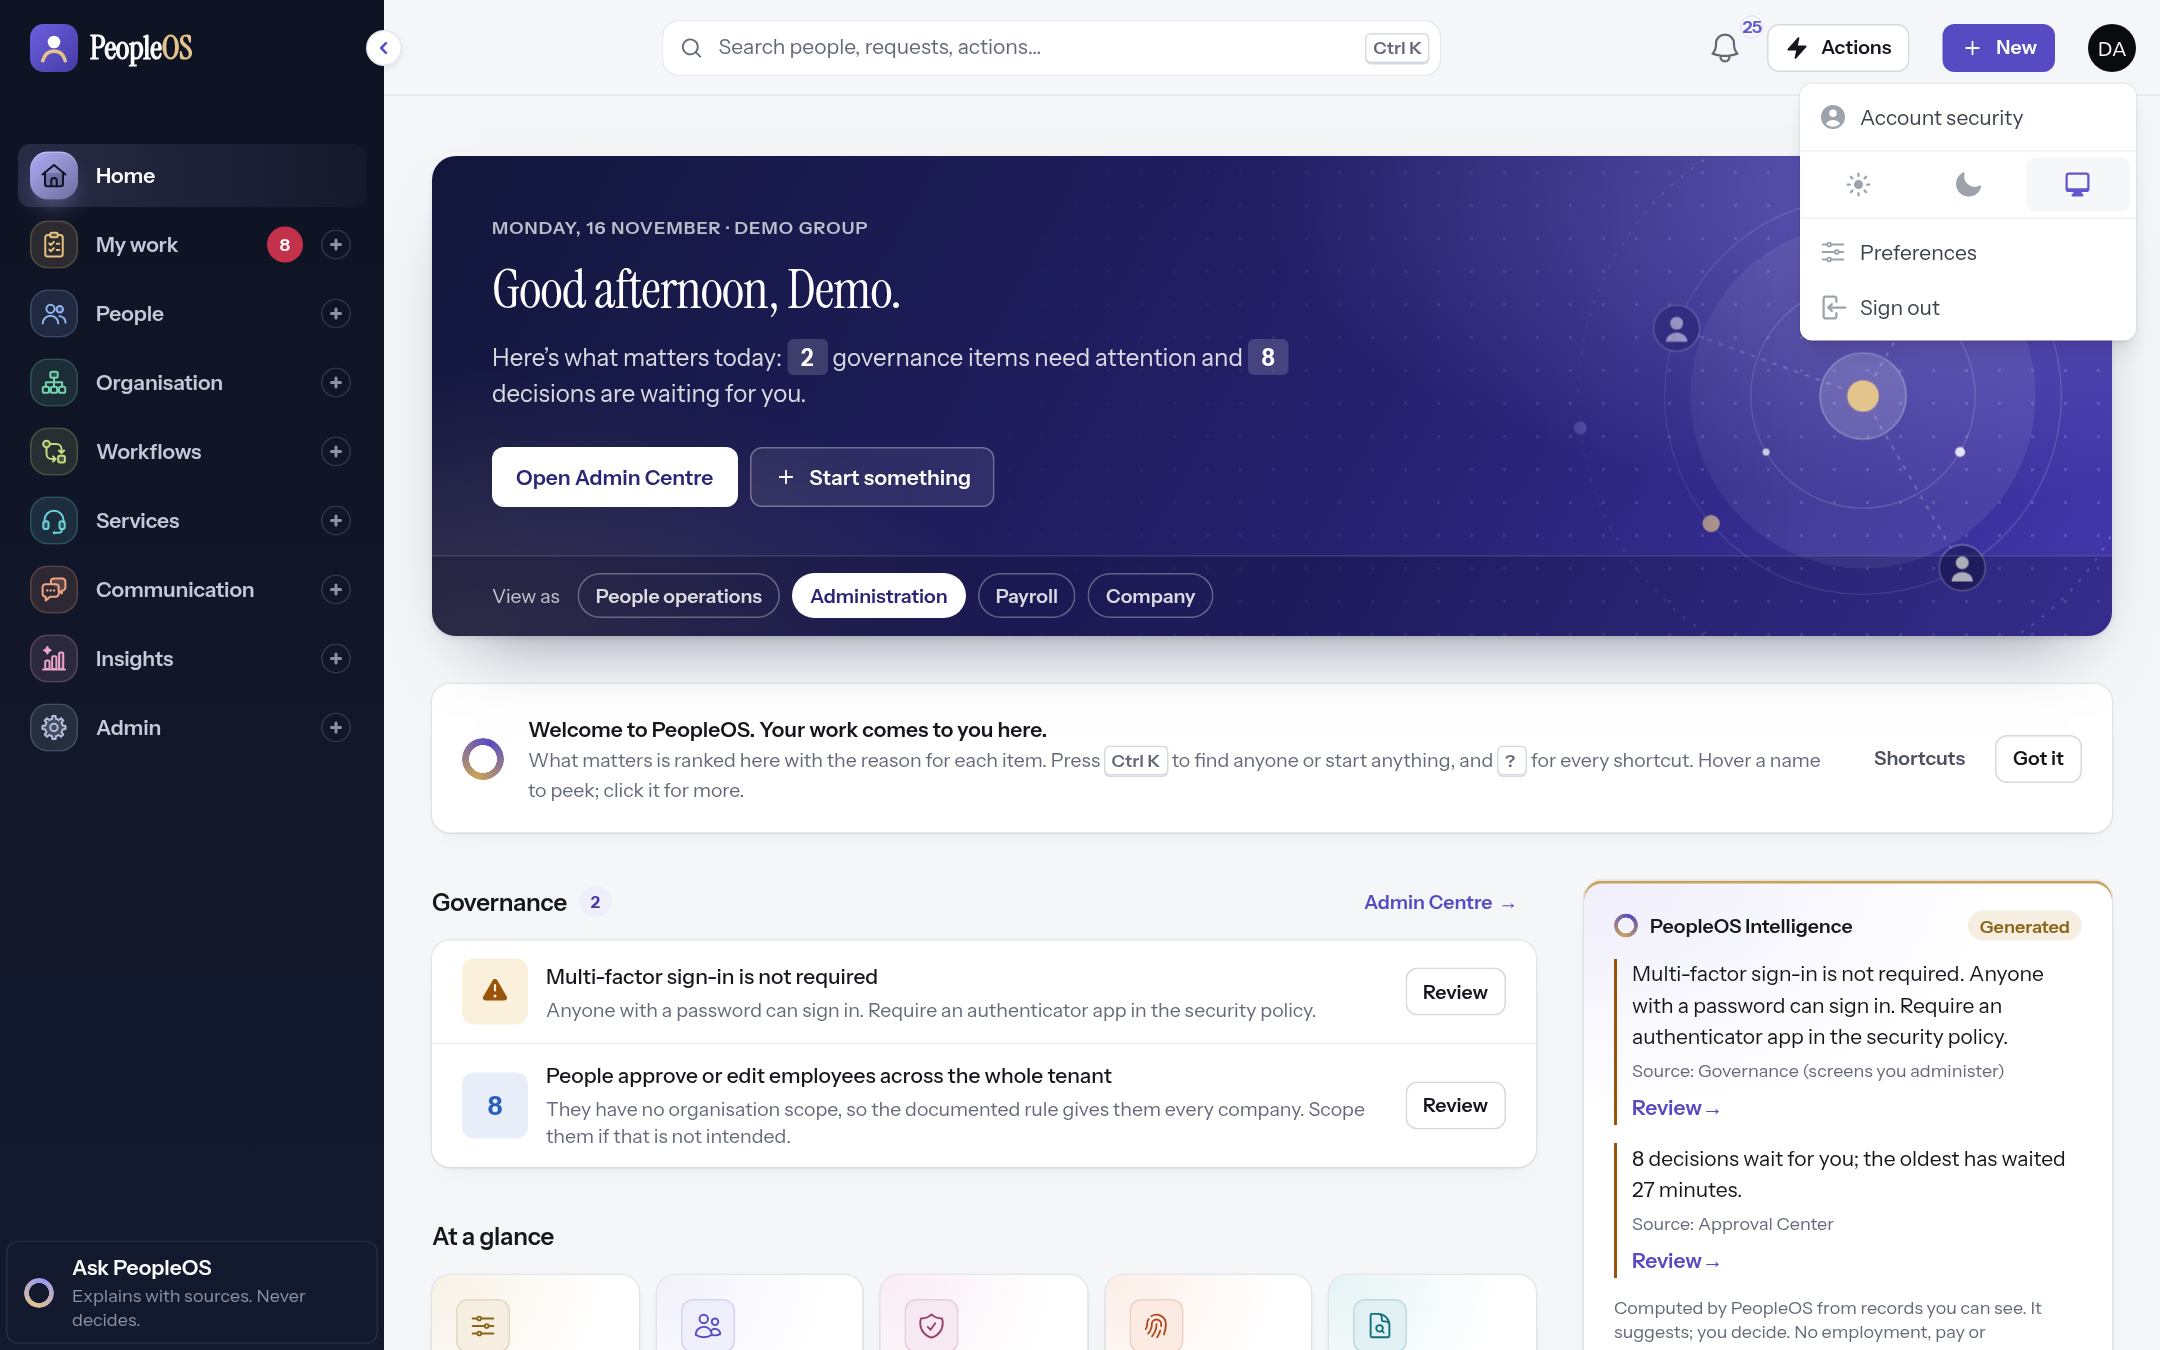 PeopleOS
Search people, requests, actions...
Ctrl K
25
Actions
New
DA
Account security
Preferences
Sign out
Home
My work
8
People
Organisation
Workflows
Services
Communication
Insights
Admin
Ask PeopleOS
Explains with sources. Never
decides.
MONDAY, 16 NOVEMBER · DEMO GROUP
Good afternoon, Demo.
Here's what matters today: 2 governance items need attention and 8
decisions are waiting for you.
Open Admin Centre
Start something
View as
People operations
Administration
Payroll
Company
Welcome to PeopleOS. Your work comes to you here.
What matters is ranked here with the reason for each item. Press Ctrl K to find anyone or start anything, and ? for every shortcut. Hover a name
to peek; click it for more.
Shortcuts
Got it
Governance 2
Admin Centre →
Multi-factor sign-in is not required
Anyone with a password can sign in. Require an authenticator app in the security policy.
Review
8
People approve or edit employees across the whole tenant
They have no organisation scope, so the documented rule gives them every company. Scope
them if that is not intended.
Review
At a glance
PeopleOS Intelligence
Generated
Multi-factor sign-in is not required. Anyone
with a password can sign in. Require an
authenticator app in the security policy.
Source: Governance (screens you administer)
Review →
8 decisions wait for you; the oldest has waited
27 minutes.
Source: Approval Center
Review →
Computed by PeopleOS from records you can see. It
suggests; you decide. No employment, pay or